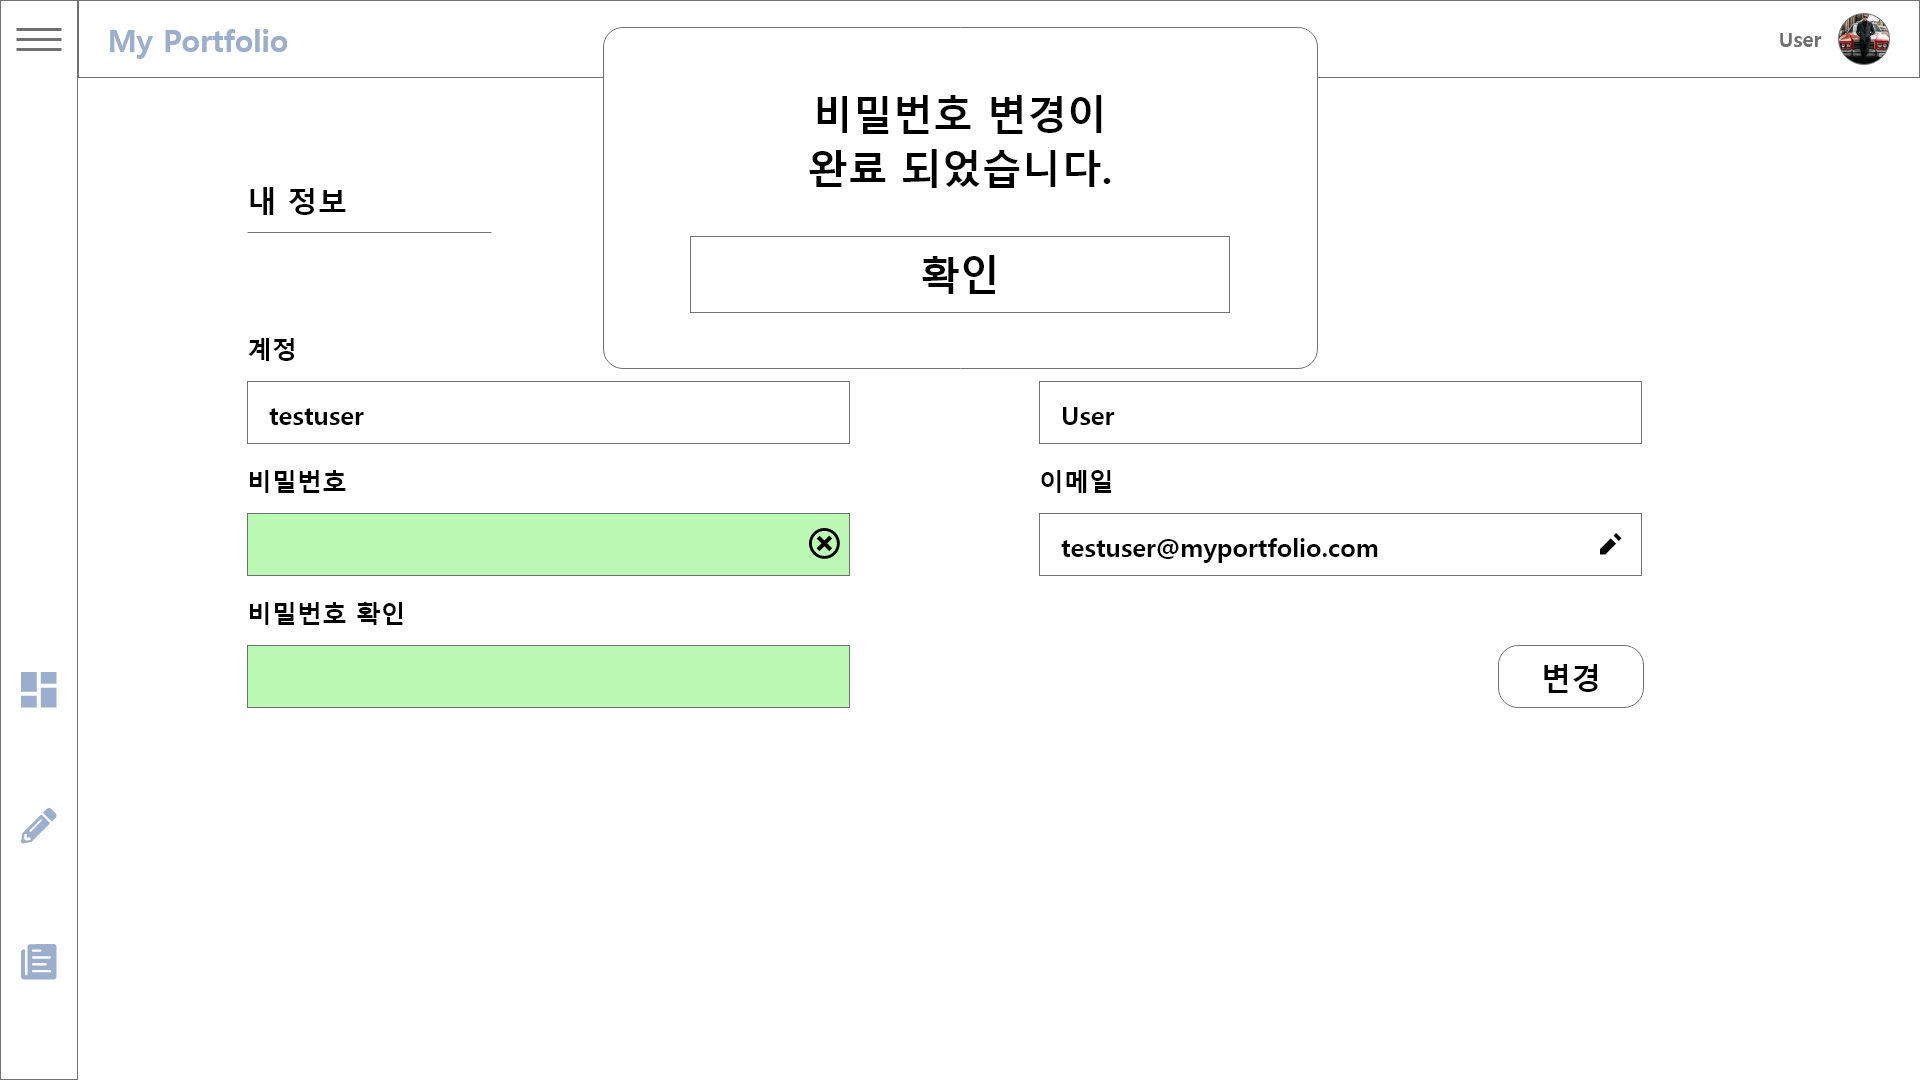 My Portfolio
User
비밀번호 변경이
완료 되었습니다.
확인
내 정보
계정
testuser
User
비밀번호
이메일
testuser@myportfolio.com
비밀번호 확인
변경